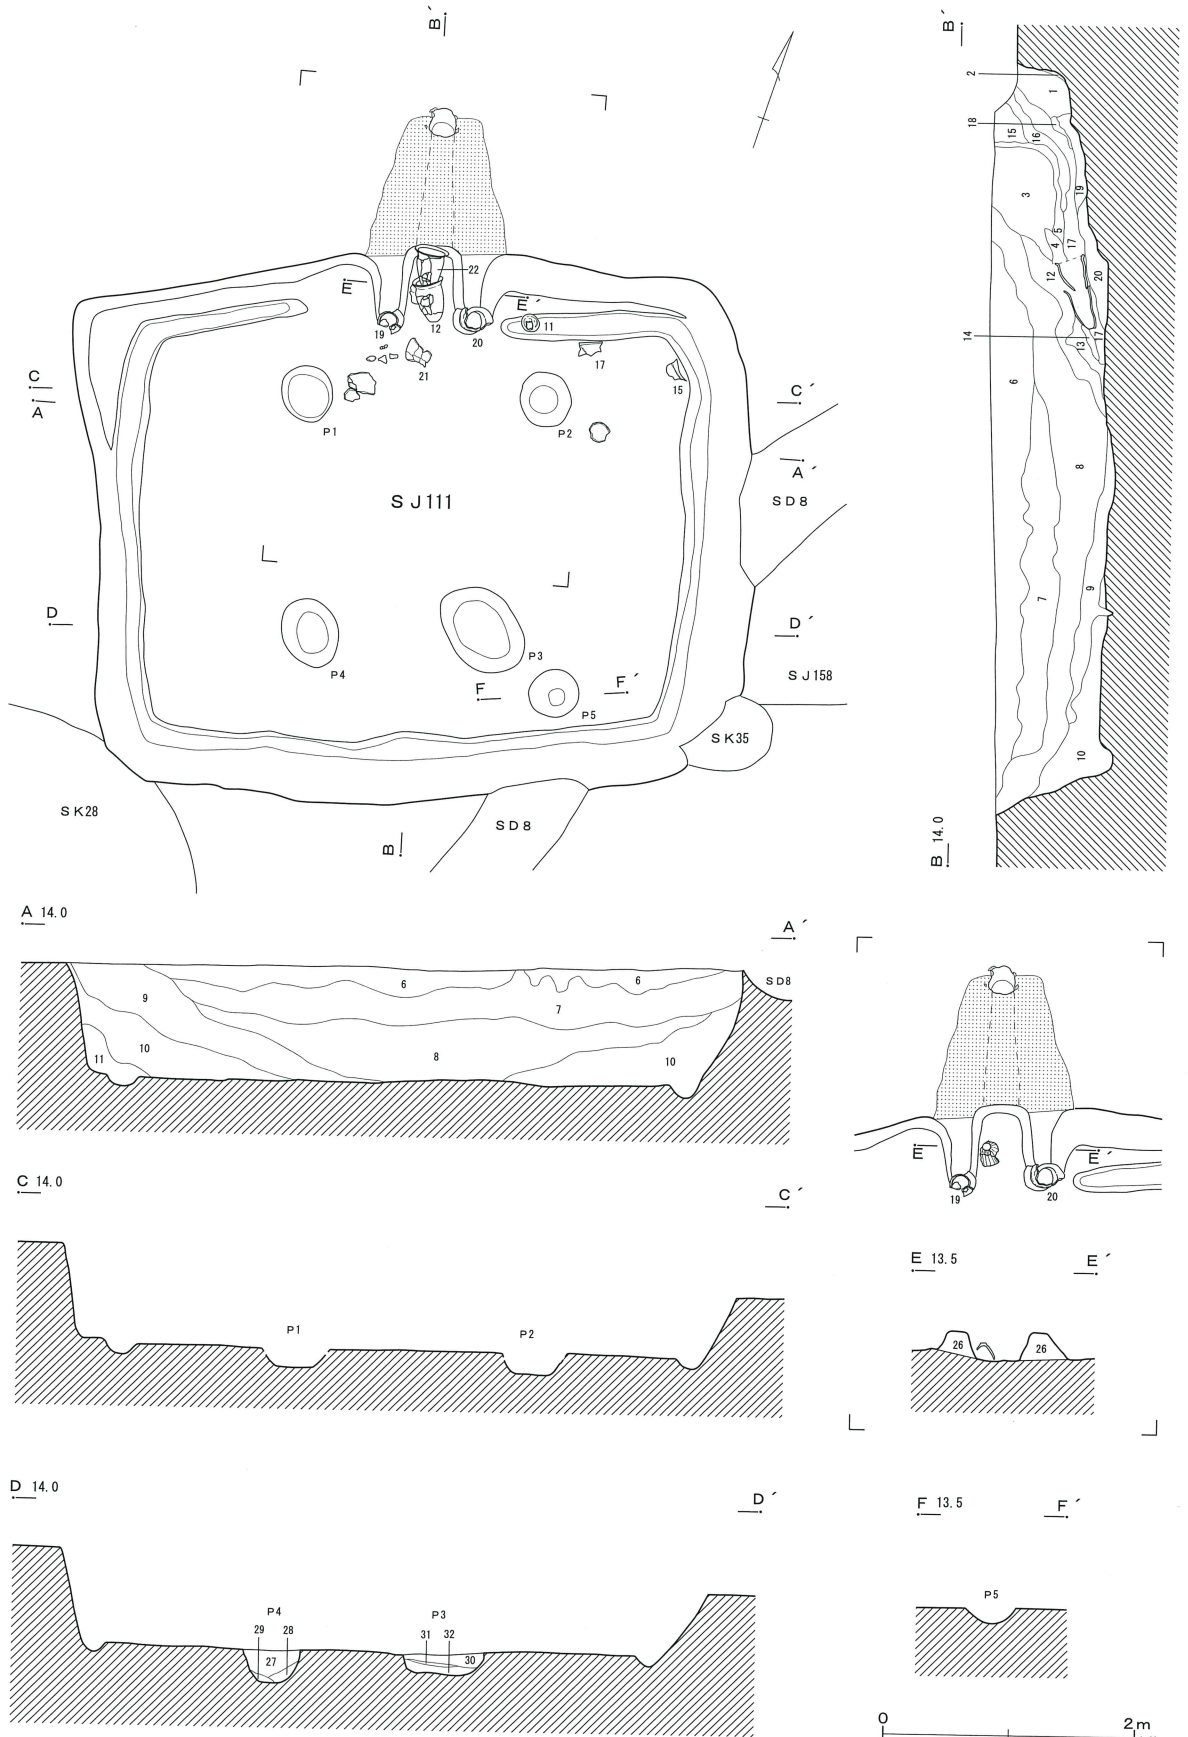 B´
B´
2
1
18
15
16
3
19
5
4
17
12
20
14
13
17
6
8
7
9
10
B 14.0
22
E
E´
19
12
20
11
21
17
15
C
A
C´
P1
P2
A´
SJ111
SD8
D
D´
P3
P4
SJ158
F
F´
P5
SK35
SK28
SD8
B
A 14.0
A´
SD8
6
6
9
7
10
8
10
11
E
E´
19
20
C 14.0
C´
P1
P2
E 13.5
E´
26
26
D 14.0
D´
P4
P3
29
28
31
32
27
30
F 13.5
F´
P5
0
2m